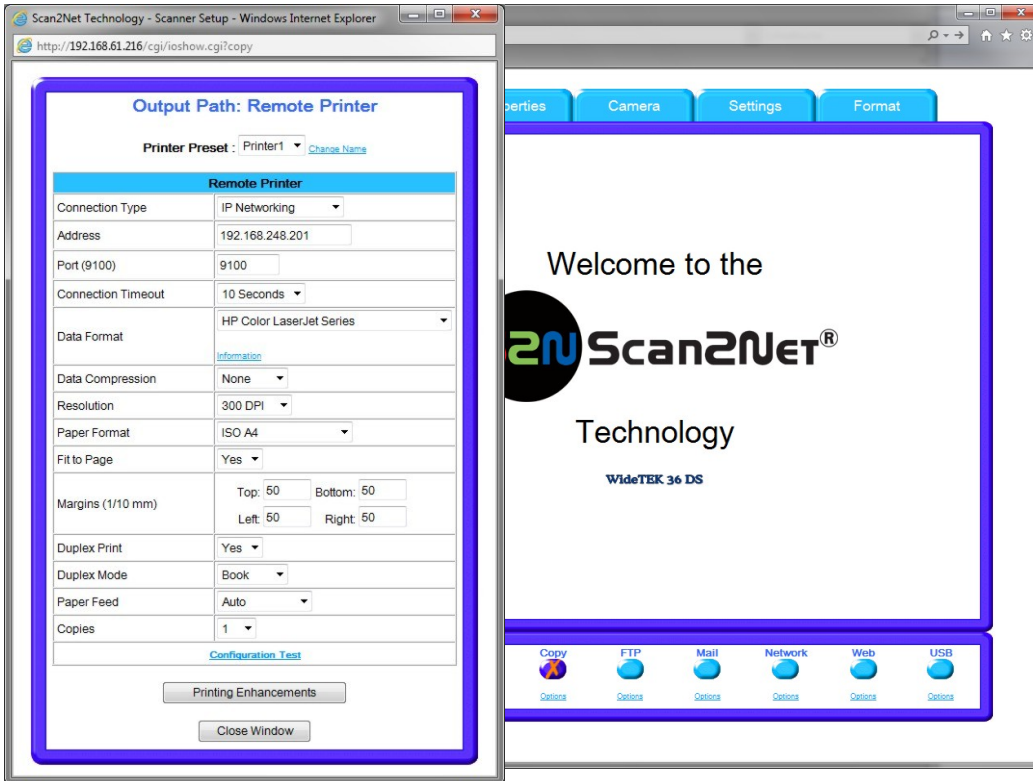 Scan2Net Technology - Scanner Setup - Windows Internet Explorer
http://192.168.61.216/cgi/ioshow.cgi?copy
Output Path: Remote Printer
Printer Preset : Printer1 Change Name
Remote Printer
Connection Type IP Networking
Address 192.168.248.201
Port (9100) 9100
Connection Timeout 10 Seconds
Data Format HP Color LaserJet Series
Information
Data Compression None
Resolution 300 DPI
Paper Format ISO A4
Fit to Page Yes
Margins (1/10 mm)
Top: 50 Bottom: 50
Left: 50 Right: 50
Duplex Print Yes
Duplex Mode Book
Paper Feed Auto
Copies 1
Configuration Test
Printing Enhancements
Close Window
perties Camera Settings Format
Welcome to the
2N Scan2Net®
Technology
WideTEK 36 DS
Copy FTP Mail Network Web USB
X
Options Options Options Options Options Options